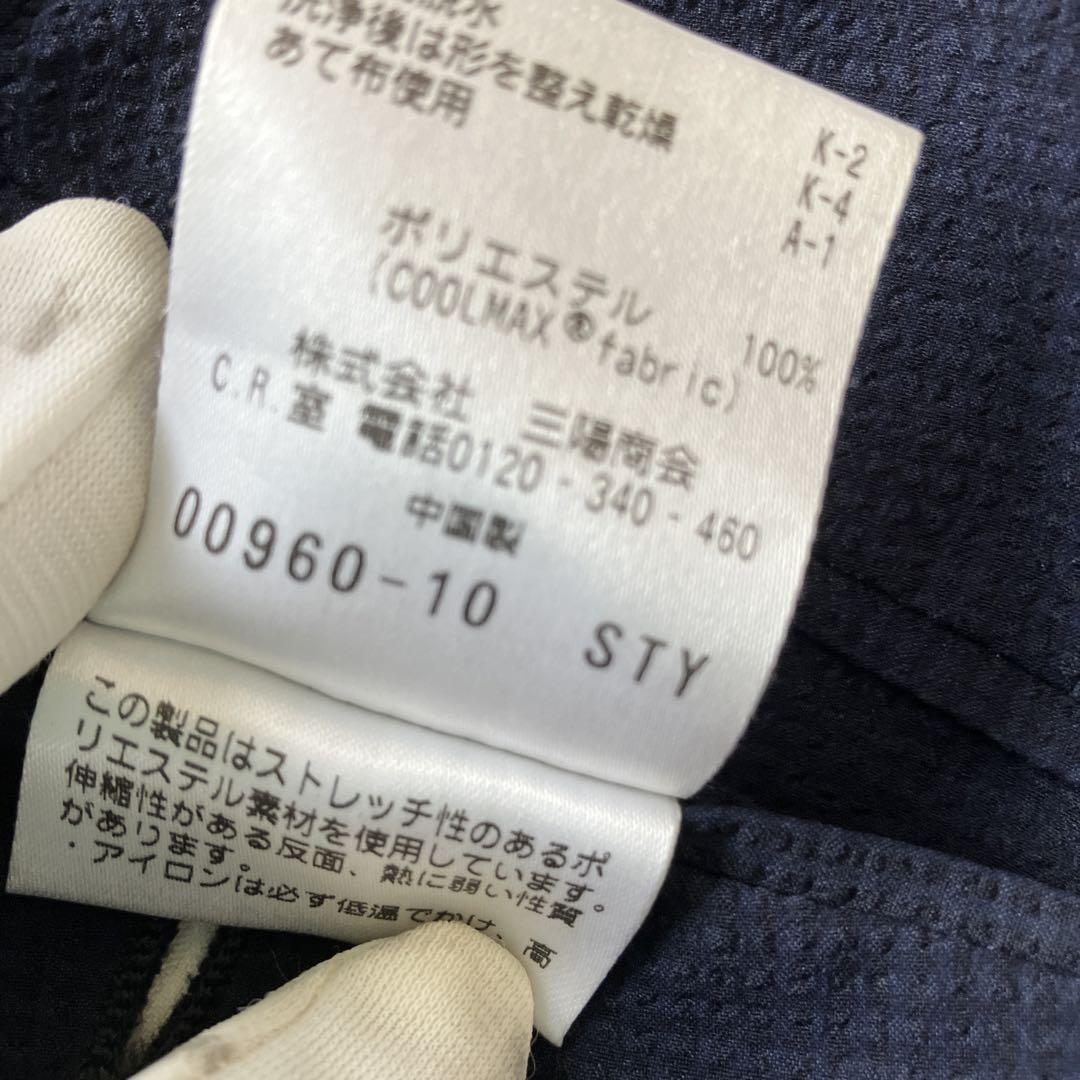 脱水
洗浄後は形を整え乾燥
あて布使用
K-2
K-4
A-1
ポリエステル 100%
(COOLMAX®fabric)
株式会社 三陽商会
C.R.室 電話0120-340-460
中国製
00960-10 STY
この製品はストレッチ性のあるポ
リエステル素材を使用しています。
伸縮性がある反面、熱に弱い性質
があります。
・アイロンは必ず低温でかけ、高